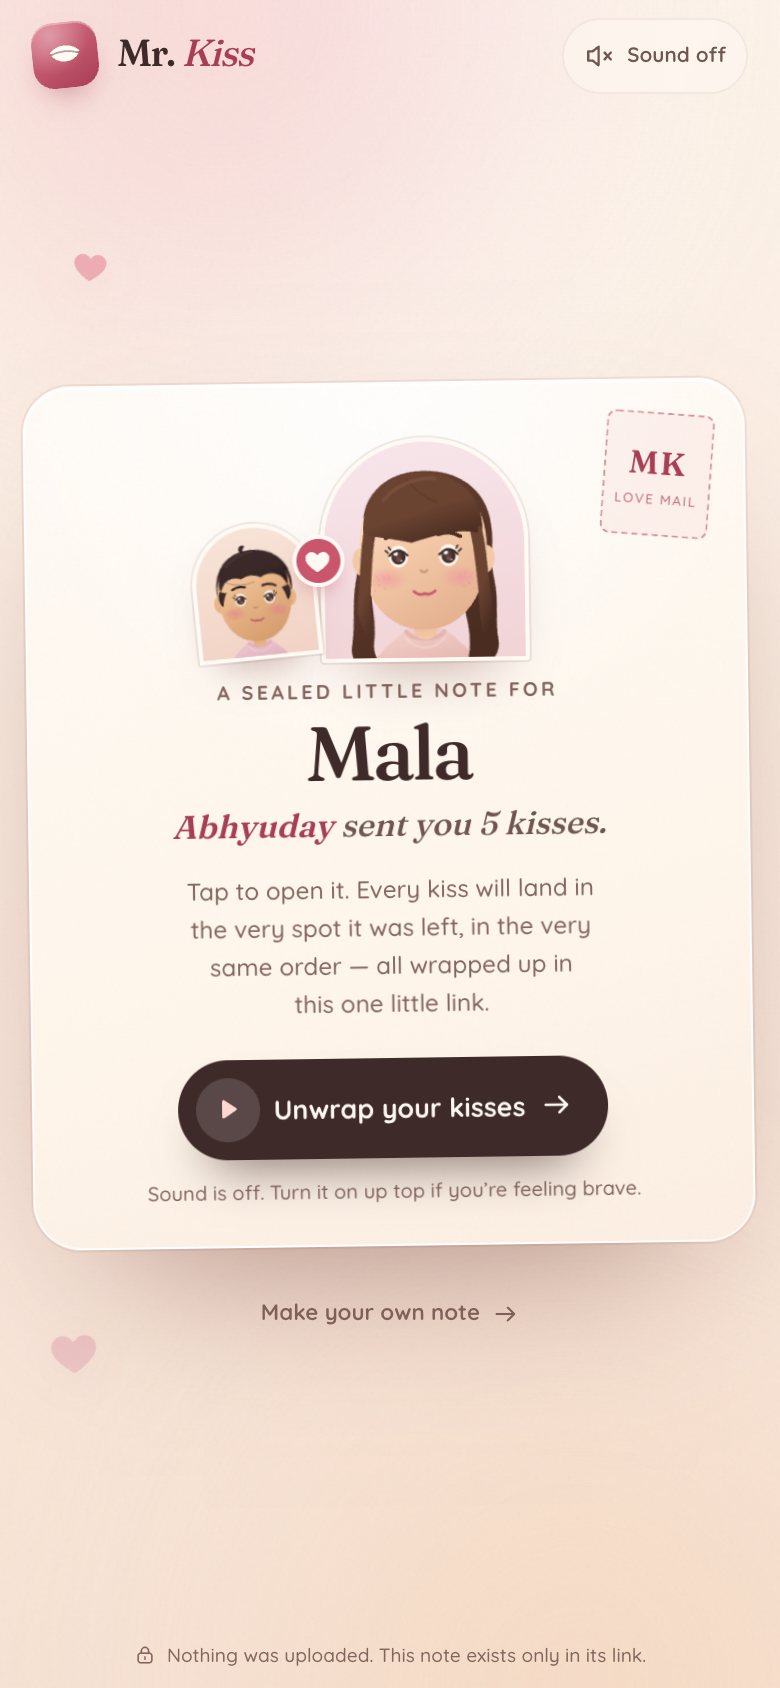 Mr. Kiss
Sound off
MK
LOVE MAIL
A SEALED LITTLE NOTE FOR
Mala
Abhyuday sent you 5 kisses.
Tap to open it. Every kiss will land in
the very spot it was left, in the very
same order — all wrapped up in
this one little link.
Unwrap your kisses →
Sound is off. Turn it on up top if you’re feeling brave.
Make your own note →
Nothing was uploaded. This note exists only in its link.